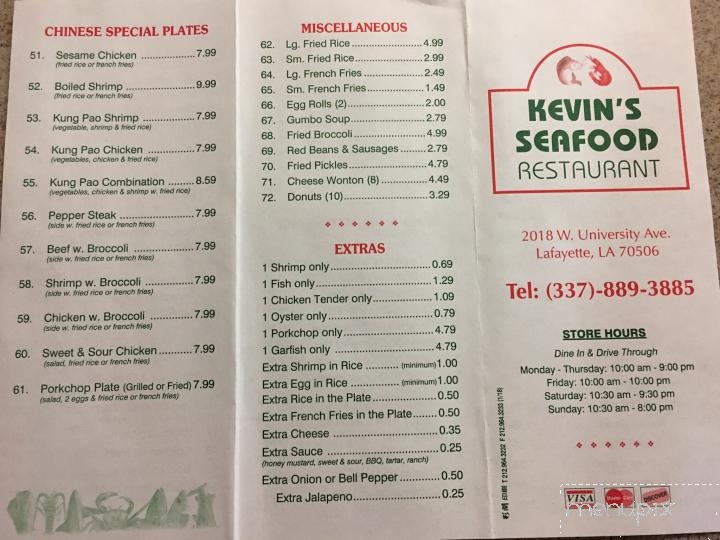 CHINESE SPECIAL PLATES
51. Sesame Chicken ..................7.99
(fried rice or french fries)
52. Boiled Shrimp ....................9.99
(fried rice or french fries)
53. Kung Pao Shrimp ................7.99
(vegetable, shrimp & fried rice)
54. Kung Pao Chicken ..............7.99
(vegetables, chicken & fried rice)
55. Kung Pao Combination ........8.59
(vegetables, chicken & shrimp w. fried rice)
56. Pepper Steak .....................7.99
(side w. fried rice or french fries)
57. Beef w. Broccoli ..................7.99
(side w. fried rice or french fries)
58. Shrimp w. Broccoli ..............7.99
(side w. fried rice or french fries)
59. Chicken w. Broccoli .............7.99
(side w. fried rice or french fries)
60. Sweet & Sour Chicken...........7.99
(salad, fried rice or french fries)
61. Porkchop Plate (Grilled or Fried) 7.99
(salad, 2 eggs & fried rice or french fries)
MISCELLANEOUS
62. Lg. Fried Rice ....................4.99
63. Sm. Fried Rice....................2.99
64. Lg. French Fries .................2.49
65. Sm. French Fries.................1.49
66. Egg Rolls (2)......................2.00
67. Gumbo Soup......................2.79
68. Fried Broccoli ....................4.99
69. Red Beans & Sausages ........2.79
70. Fried Pickles......................4.79
71. Cheese Wonton (8) .............4.49
72. Donuts (10)........................3.29
EXTRAS
1 Shrimp only..........................0.69
1 Fish only..............................1.29
1 Chicken Tender only...............1.09
1 Oyster only...........................0.79
1 Porkchop only.......................4.79
1 Garfish only .........................4.79
Extra Shrimp in Rice ......... (minimum)1.00
Extra Egg in Rice .............. (minimum)1.00
Extra Rice in the Plate.............0.50
Extra French Fries in the Plate.......0.50
Extra Cheese ..........................0.35
Extra Sauce ............................0.25
(honey mustard, sweet & sour, BBQ, tartar, ranch)
Extra Onion or Bell Pepper ..........0.50
Extra Jalapeno........................0.25
KEVIN'S
SEAFOOD
RESTAURANT
2018 W. University Ave.
Lafayette, LA 70506
Tel: (337)-889-3885
STORE HOURS
Dine In & Drive Through
Monday - Thursday: 10:00 am - 9:00 pm
Friday: 10:00 am - 10:00 pm
Saturday: 10:30 am - 9:30 pm
Sunday: 10:30 am - 8:00 pm
T 212.964.3232 F 212.964.3233 (1/18)
VISA
Master Card
DISCOVER
menupix